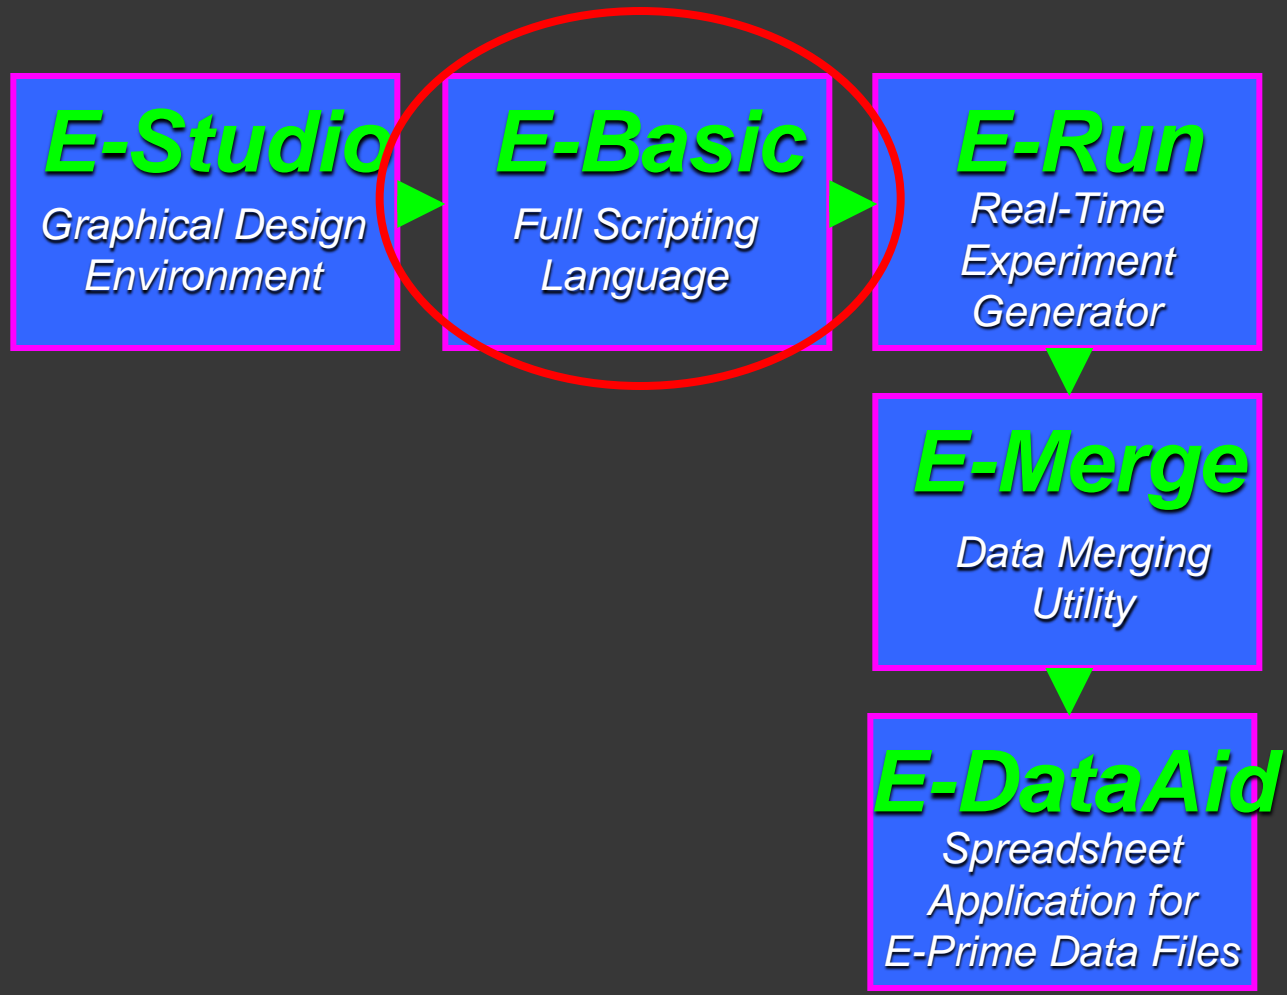 E-Studio
Graphical Design
Environment
E-Basic
Full Scripting
Language
E-Run
Real-Time
Experiment
Generator
E-Merge
Data Merging
Utility
E-DataAid
Spreadsheet
Application for
E-Prime Data Files